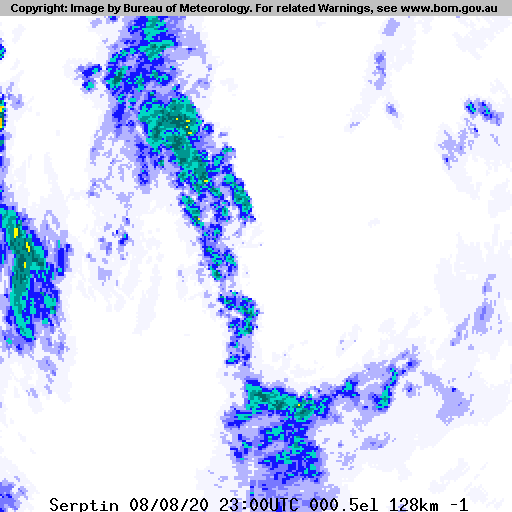 Copyright: Image by Bureau of Meteorology. For related Warnings, see www.bom.gov.au
Serptin 08/08/20 23:00UTC 000.5el 128km -1